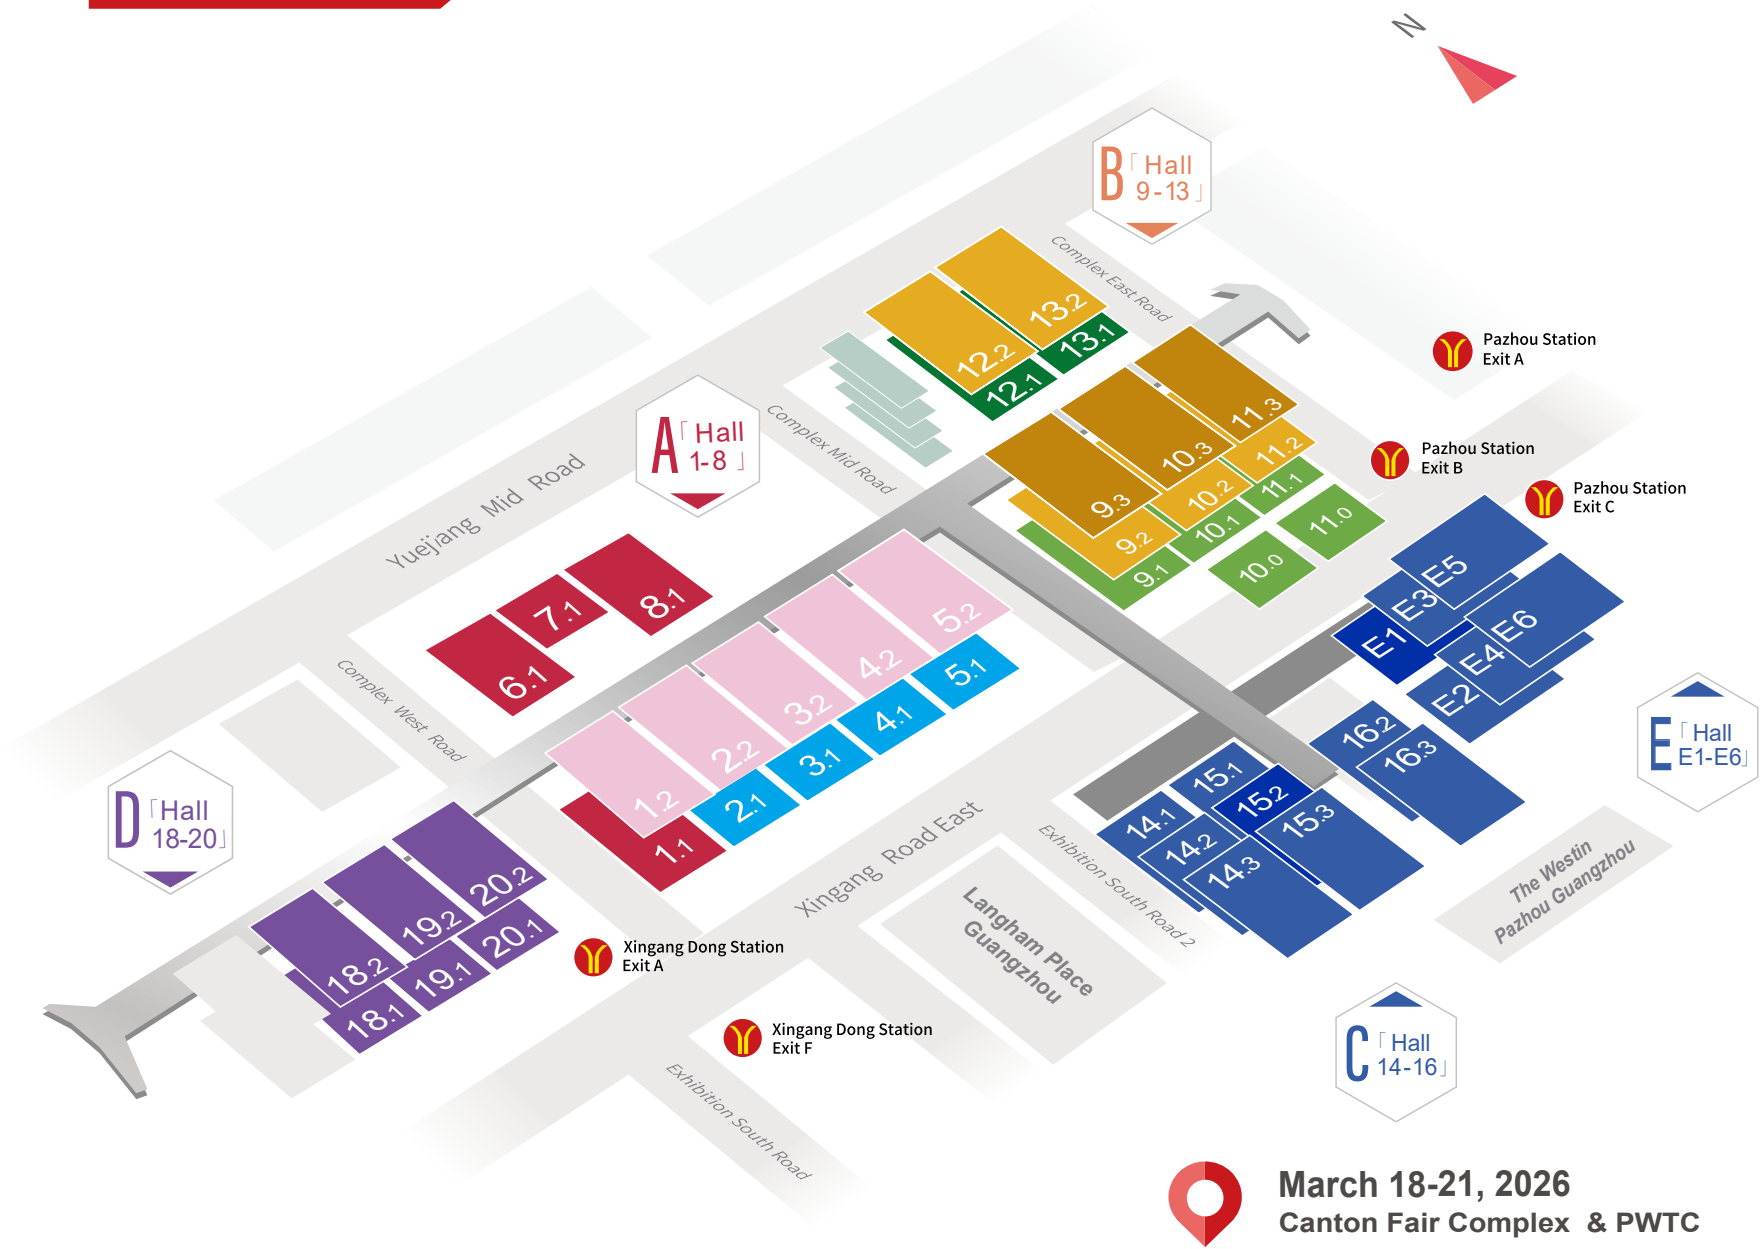 N
B「Hall
9-13」
Complex East Road
13.2
13.1
12.2
12.1
Pazhou Station
Exit A
A「Hall
1-8」
Complex Mid Road
11.3
11.2
11.1
11.0
10.3
10.2
10.1
10.0
9.3
9.2
9.1
Pazhou Station
Exit B
Pazhou Station
Exit C
Yuejiang Mid Road
8.1
7.1
6.1
5.2
5.1
4.2
4.1
3.2
3.1
2.2
2.1
1.2
1.1
E5
E3
E1
E6
E4
E2
E「Hall
E1-E6」
Complex West Road
D「Hall
18-20」
16.2
16.3
15.1
15.2
15.3
14.1
14.2
14.3
The Westin
Pazhou Guangzhou
Xingang Road East
Exhibition South Road 2
Langham Place
Guangzhou
20.2
20.1
19.2
19.1
18.2
18.1
Xingang Dong Station
Exit A
Xingang Dong Station
Exit F
Exhibition South Road
C「Hall
14-16」
March 18-21, 2026
Canton Fair Complex & PWTC